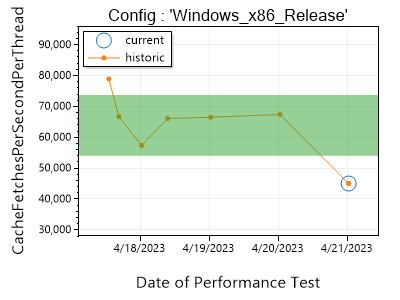 Config : 'Windows_x86_Release'
CacheFetchesPerSecondPerThread
90,000
80,000
70,000
60,000
50,000
40,000
30,000
current
historic
4/18/2023 4/19/2023 4/20/2023 4/21/2023
Date of Performance Test